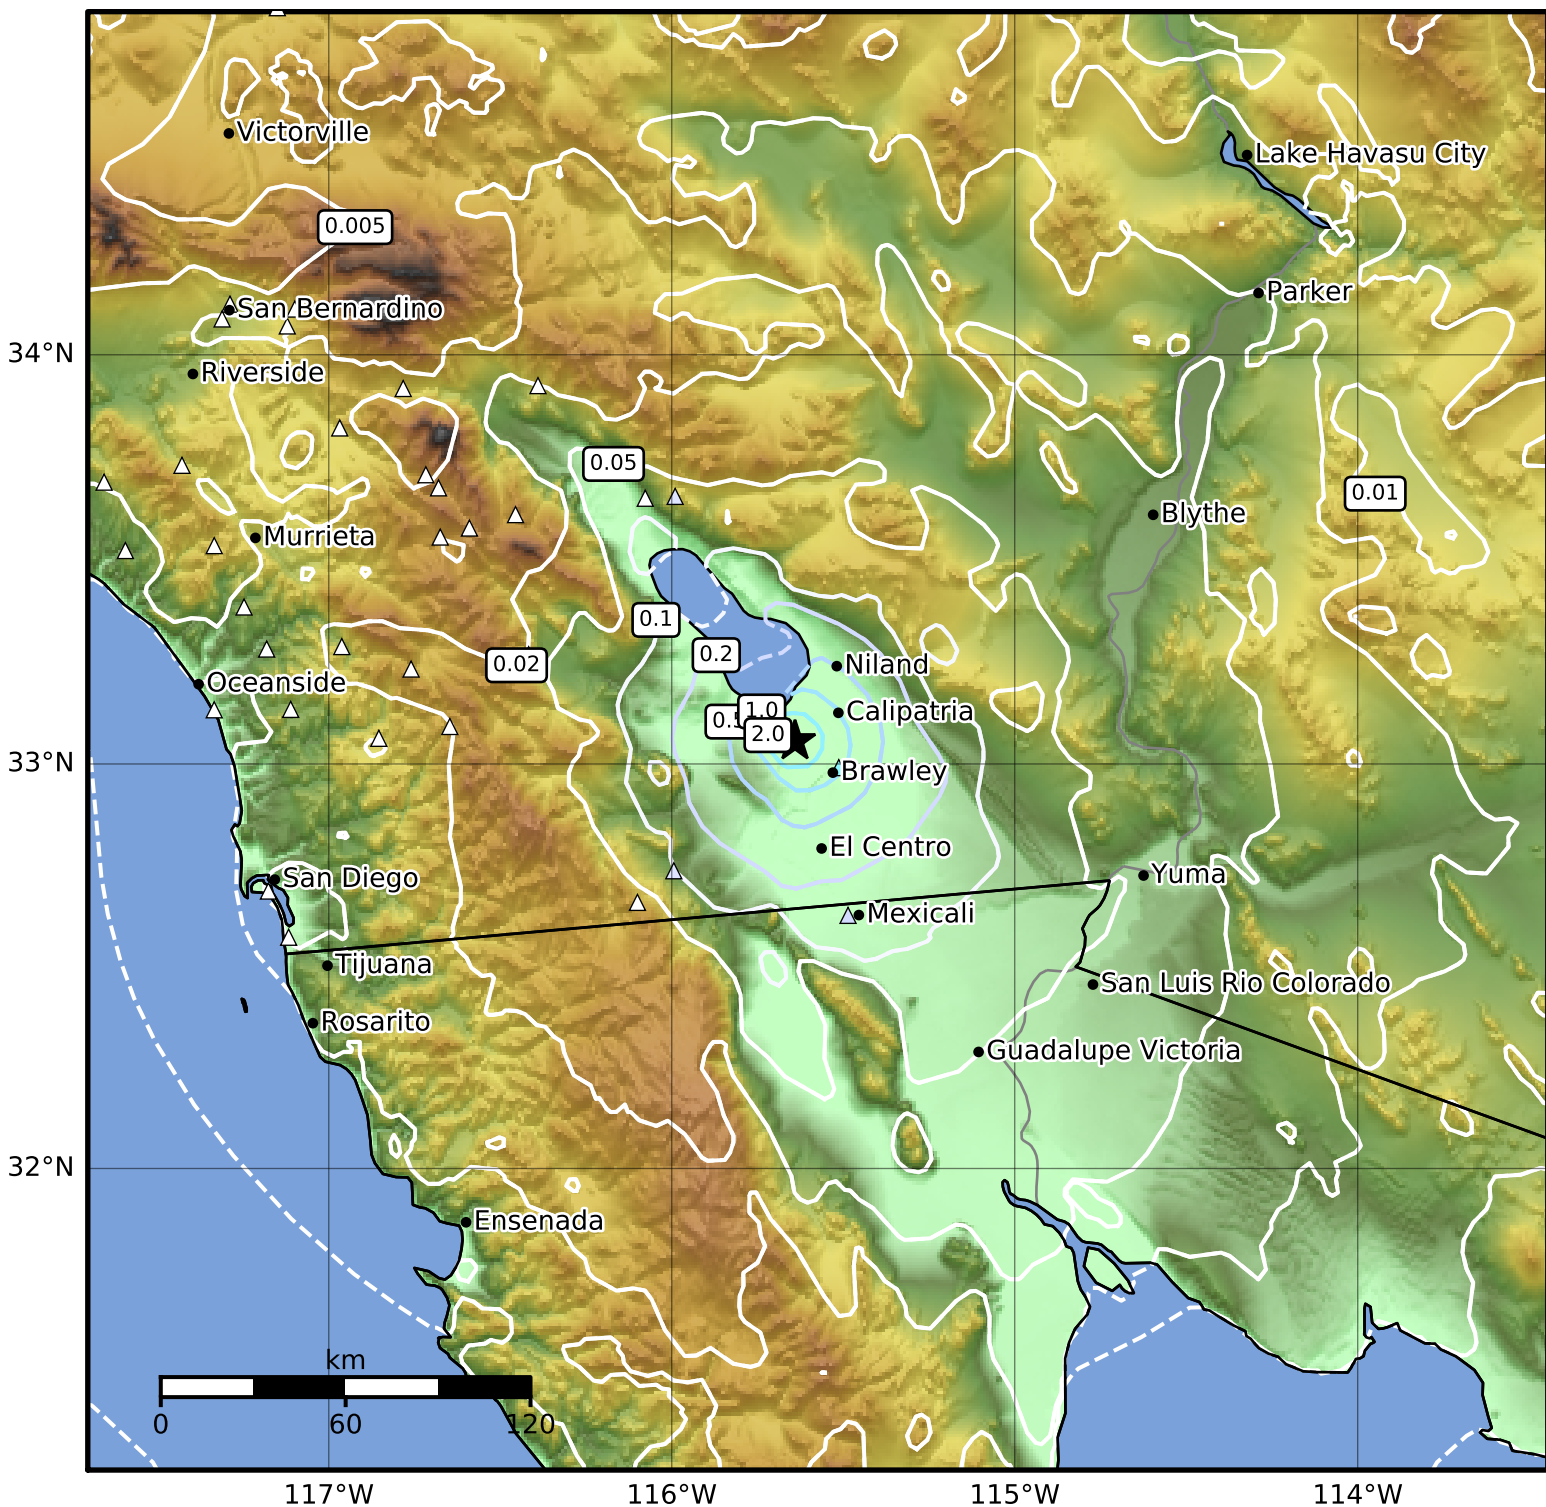 Victorville
Lake Havasu City
0.005
Parker
San Bernardino
34°N
Riverside
0.05
0.01
Blythe
Murrieta
0.1
0.2
0.02
Niland
Oceanside
1.0
Calipatria
2.0
33°N
Brawley
El Centro
San Diego
Yuma
Mexicali
Tijuana
San Luis Rio Colorado
Rosarito
Guadalupe Victoria
32°N
Ensenada
km
0 60 120
117°W 116°W 115°W 114°W